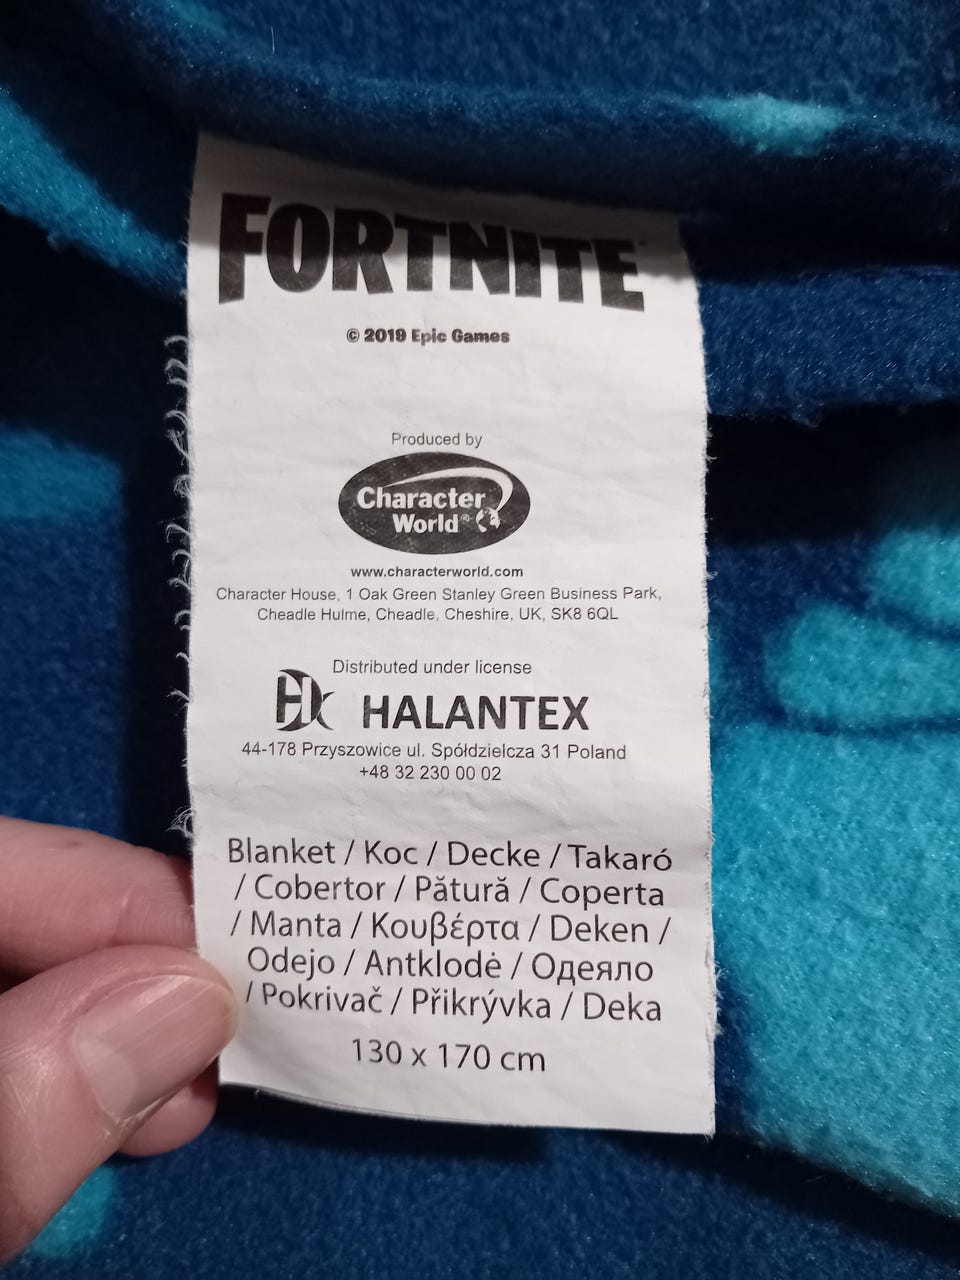 FORTNITE
© 2019 Epic Games
Produced by
Character
World®
www.characterworld.com
Character House, 1 Oak Green Stanley Green Business Park,
Cheadle Hulme, Cheadle, Cheshire, UK, SK8 6QL
Distributed under license
HALANTEX
44-178 Przyszowice ul. Spółdzielcza 31 Poland
+48 32 230 00 02
Blanket / Koc / Decke / Takaró
/ Cobertor / Pătură / Coperta
/ Manta / Κουβέρτα / Deken /
Odejo / Antklodė / Одеяло
/ Pokrivač / Přikrývka / Deka
130 x 170 cm